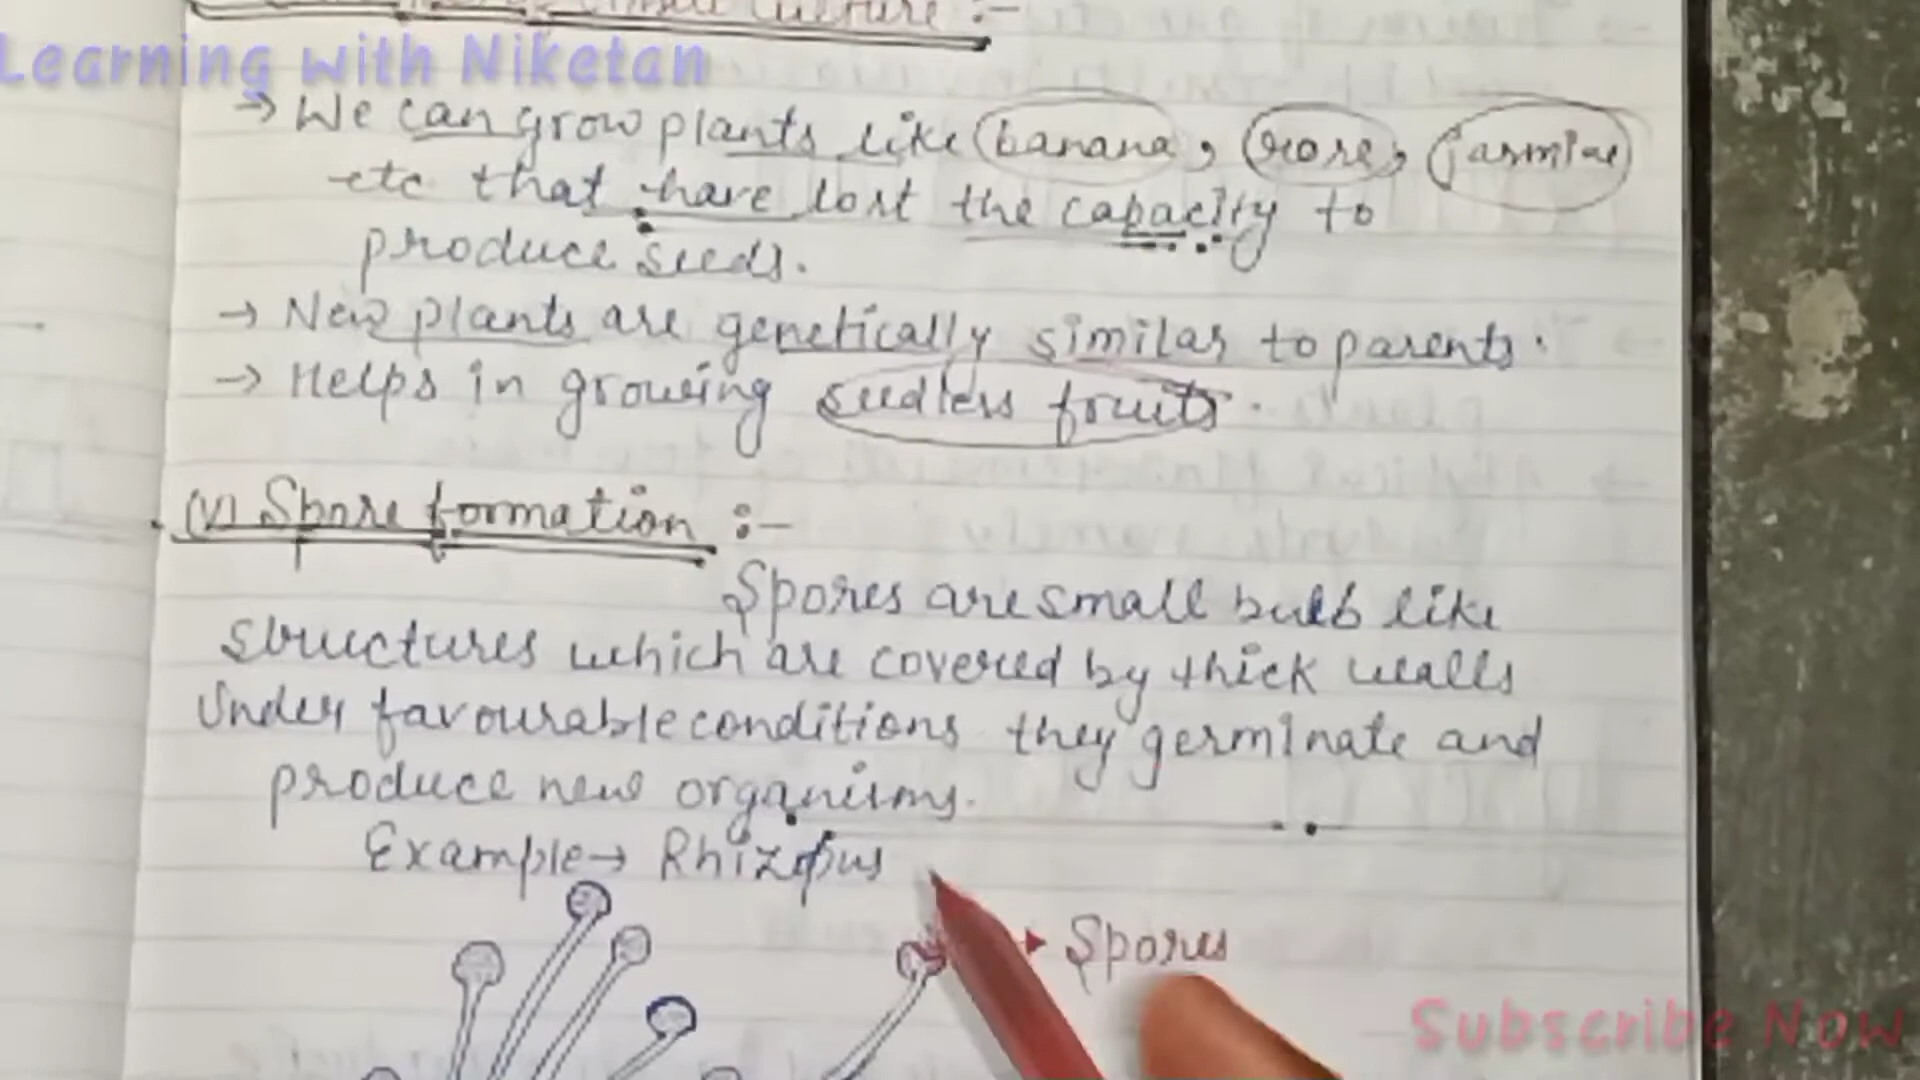 Culture :-
Learning with Niketan
→ We can grow plants like banana, rose, jasmine
etc that have lost the capacity to
produce seeds.
→ New plants are genetically similar to parents.
→ Helps in growing seedless fruits.
(v) Spore formation :-
Spores are small bulb like
structures which are covered by thick walls
Under favourable conditions they germinate and
produce new organisms.
Example → Rhizopus
Spores
Subscribe Now